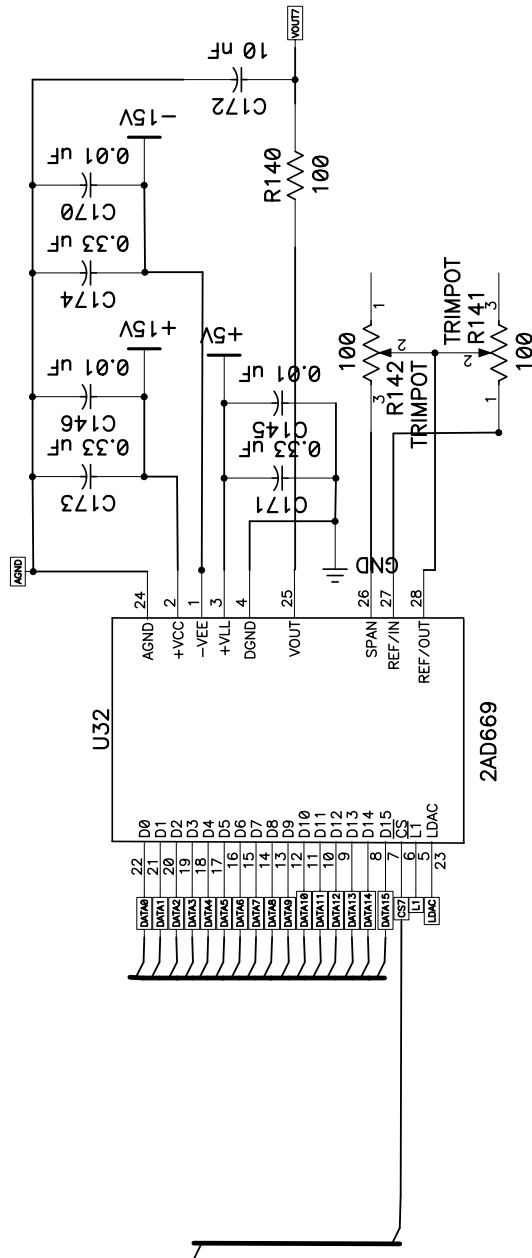 VOUT7
10 nF
C172
-15V
0.01 uF
C170
R140
100
0.33 uF
C174
+15V
+5V
0.01 uF
C146
0.01 uF
C145
0.33 uF
C173
0.33 uF
C171
100
1
3
R142
TRIMPOT
2
TRIMPOT
R141
2
3
1
100
AGND
GND
24
2
1
3
4
25
26
27
28
AGND
+VCC
-VEE
+VLL
DGND
VOUT
SPAN
REF/IN
REF/OUT
U32
2AD669
D0
D1
D2
D3
D4
D5
D6
D7
D8
D9
D10
D11
D12
D13
D14
D15
CS
L1
LDAC
22
21
20
19
18
17
16
15
14
13
12
11
10
9
8
7
6
5
23
DATA0
DATA1
DATA2
DATA3
DATA4
DATA5
DATA6
DATA7
DATA8
DATA9
DATA10
DATA11
DATA12
DATA13
DATA14
DATA15
CS7
L1
LDAC